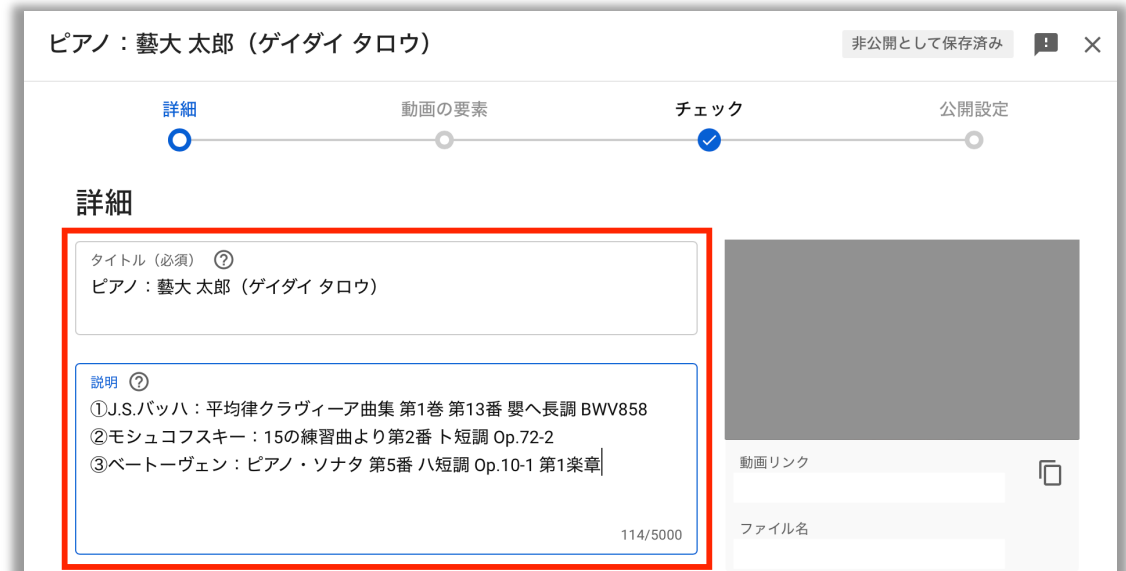 ピアノ：藝大 太郎（ゲイダイ タロウ）
非公開として保存済み
詳細
動画の要素
チェック
公開設定
詳細
タイトル（必須）
ピアノ：藝大 太郎（ゲイダイ タロウ）
説明
①J.S.バッハ：平均律クラヴィーア曲集 第1巻 第13番 嬰ヘ長調 BWV858
②モシュコフスキー：15の練習曲より第2番 ト短調 Op.72-2
③ベートーヴェン：ピアノ・ソナタ 第5番 ハ短調 Op.10-1 第1楽章
114/5000
動画リンク
ファイル名